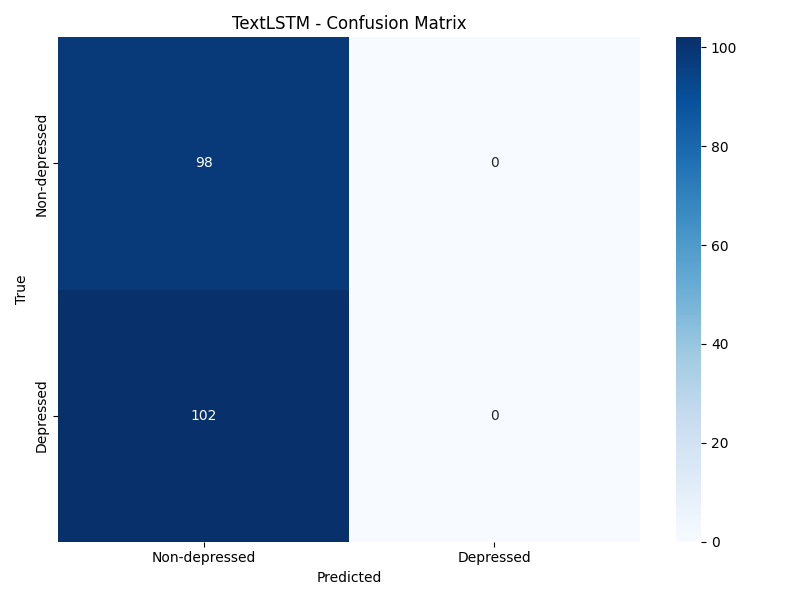 TextLSTM - Confusion Matrix
True
Non-depressed
Depressed
98
0
102
0
Non-depressed
Depressed
Predicted
100
80
60
40
20
0